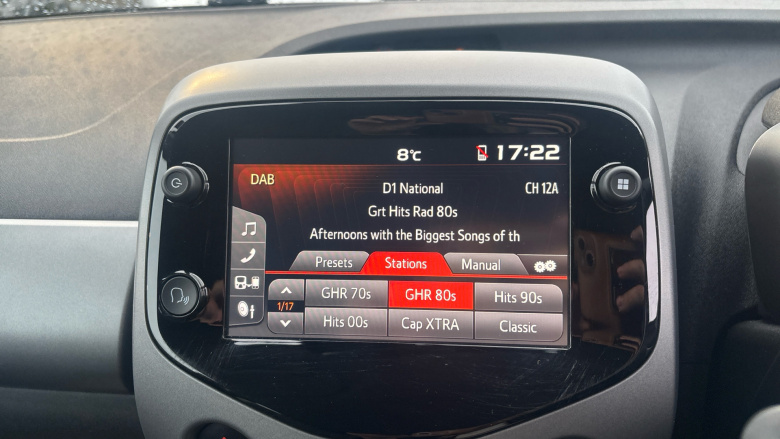 8°C 17:22
DAB
D1 National CH 12A
Grt Hits Rad 80s
Afternoons with the Biggest Songs of th
Presets Stations Manual
GHR 70s GHR 80s Hits 90s
1/17
Hits 00s Cap XTRA Classic